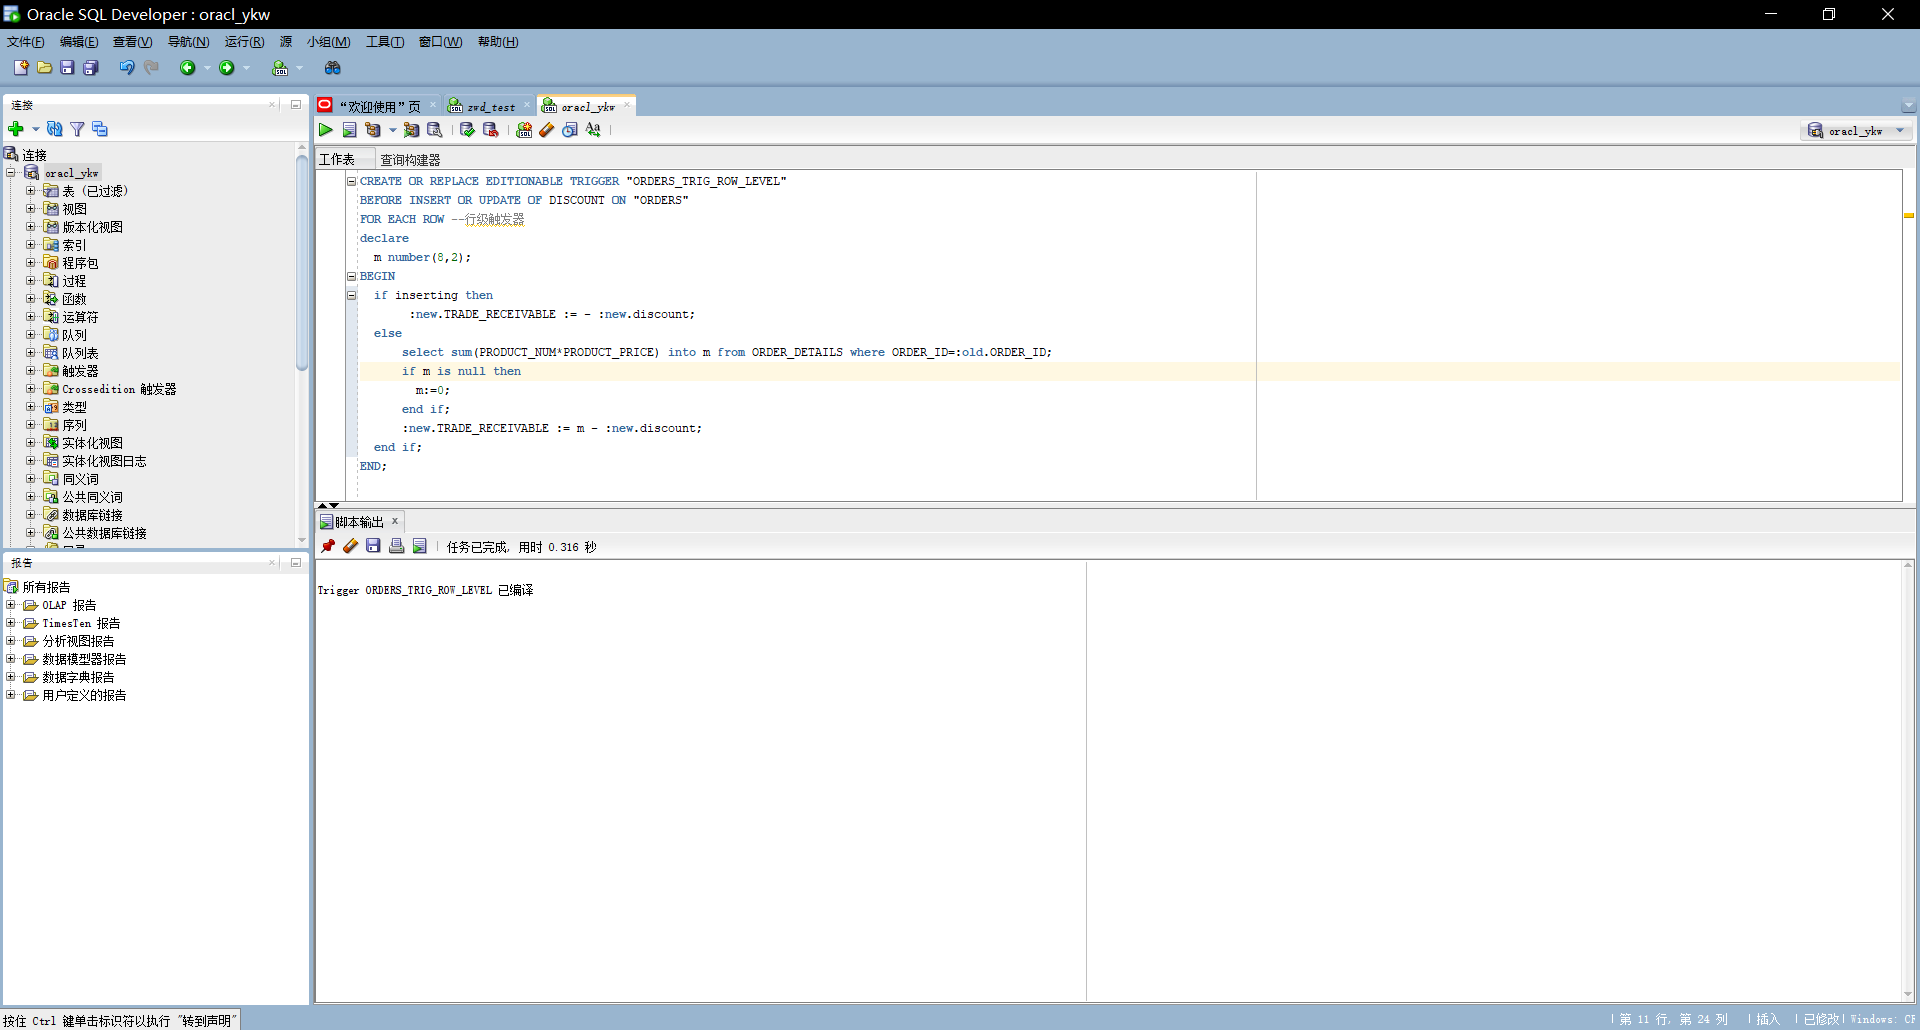 Oracle SQL Developer : oracl_ykw
文件(F) 编辑(E) 查看(V) 导航(N) 运行(R) 源 小组(M) 工具(T) 窗口(W) 帮助(H)
连接
连接
oracl_ykw
表 (已过滤)
视图
版本化视图
索引
程序包
过程
函数
运算符
队列
队列表
触发器
Crossedition 触发器
类型
序列
实体化视图
实体化视图日志
同义词
公共同义词
数据库链接
公共数据库链接
报告
所有报告
OLAP 报告
TimesTen 报告
分析视图报告
数据模型器报告
数据字典报告
用户定义的报告
“欢迎使用”页 zwd_test oracl_ykw
oracl_ykw
工作表 查询构建器
CREATE OR REPLACE EDITIONABLE TRIGGER "ORDERS_TRIG_ROW_LEVEL"
BEFORE INSERT OR UPDATE OF DISCOUNT ON "ORDERS"
FOR EACH ROW --行级触发器
declare
m number(8,2);
BEGIN
if inserting then
:new.TRADE_RECEIVABLE := - :new.discount;
else
select sum(PRODUCT_NUM*PRODUCT_PRICE) into m from ORDER_DETAILS where ORDER_ID=:old.ORDER_ID;
if m is null then
m:=0;
end if;
:new.TRADE_RECEIVABLE := m - :new.discount;
end if;
END;
脚本输出 x
任务已完成, 用时 0.316 秒
Trigger ORDERS_TRIG_ROW_LEVEL 已编译
按住 Ctrl 键单击标识符以执行 "转到声明"
第 11 行, 第 24 列 | 插入 | 已修改 | Windows: CF